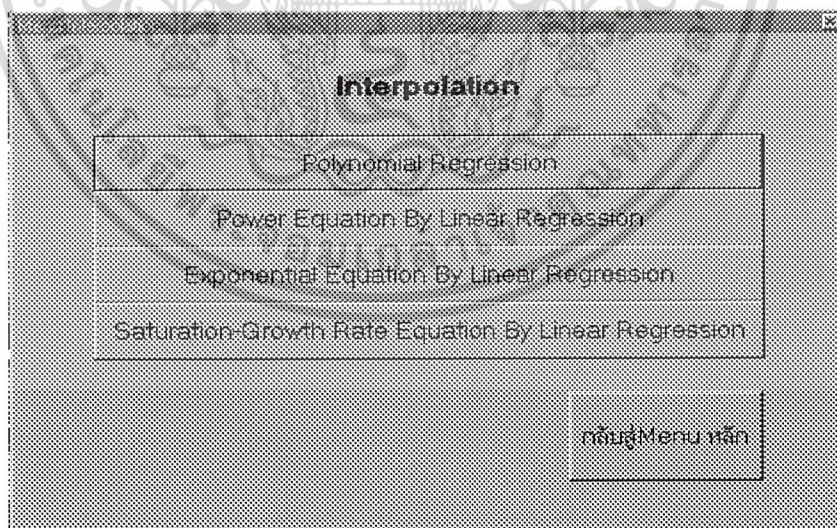 Interpolation
Polynomial Regression
Power Equation By Linear Regression
Exponential Equation By Linear Regression
Saturation-Growth Rate Equation By Linear Regression
กลับสู่Menu หลัก